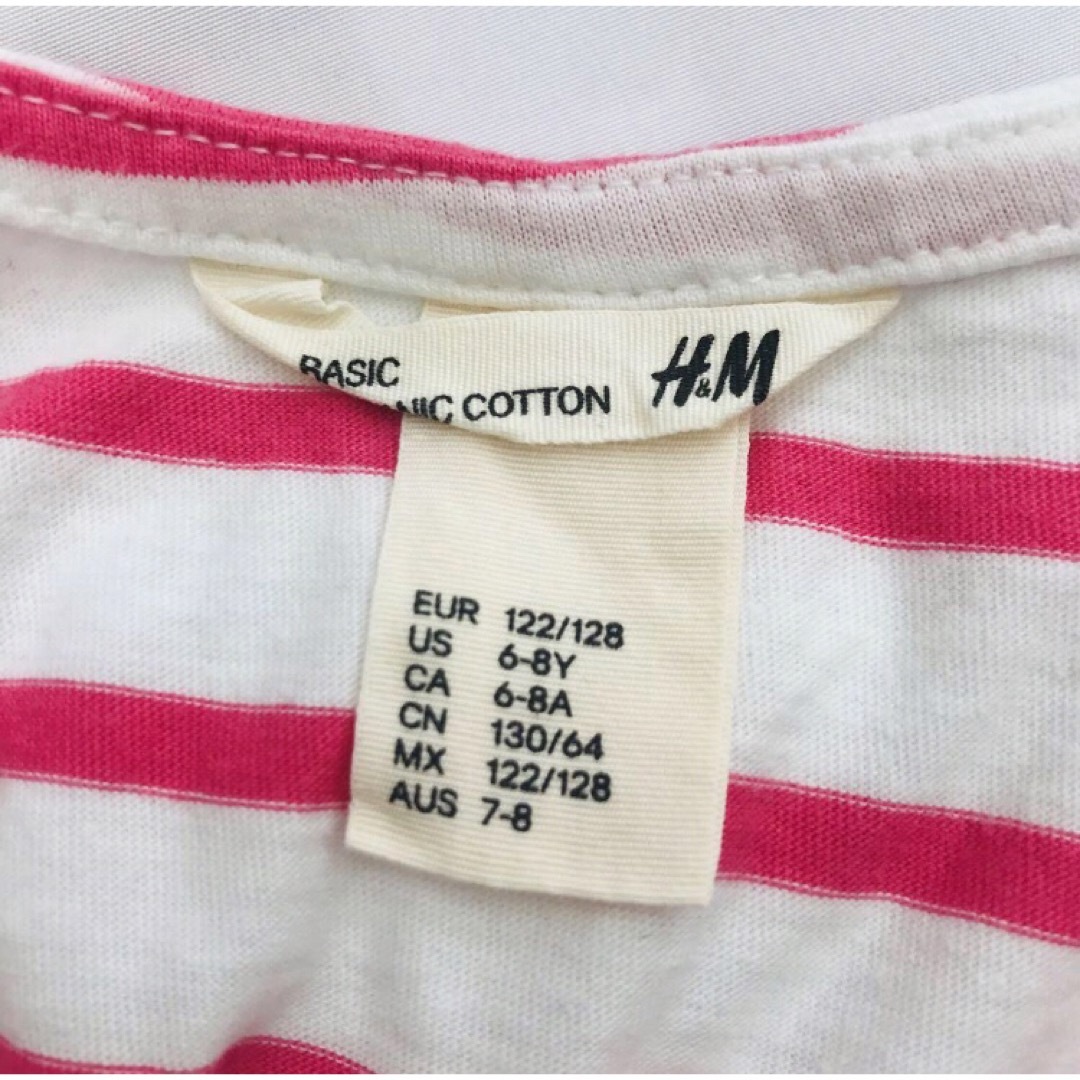 BASIC
COTTON H&M
EUR 122/128
US 6-8Y
CA 6-8A
CN 130/64
MX 122/128
AUS 7-8